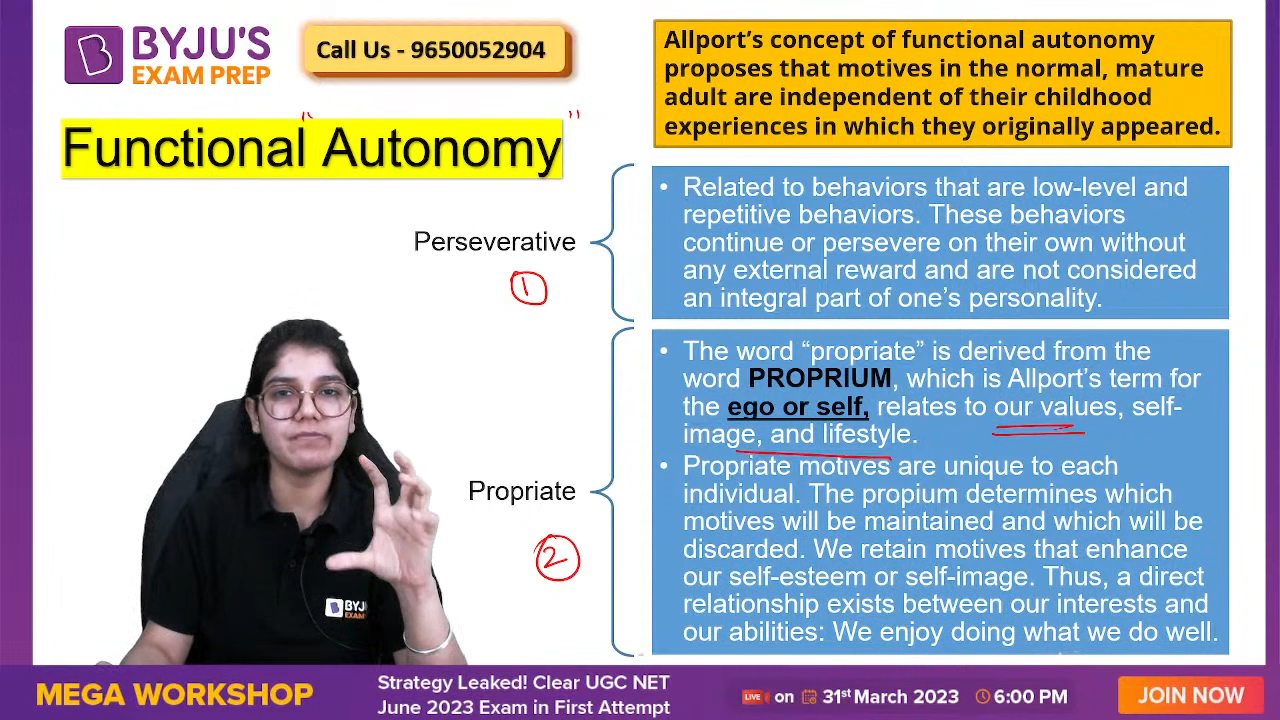 BYJU'S
EXAM PREP
Call Us - 9650052904
Allport's concept of functional autonomy
proposes that motives in the normal, mature
adult are independent of their childhood
experiences in which they originally appeared.
Functional Autonomy
Perseverative
1
• Related to behaviors that are low-level and
repetitive behaviors. These behaviors
continue or persevere on their own without
any external reward and are not considered
an integral part of one's personality.
Propriate
2
• The word “propriate” is derived from the
word PROPRIUM, which is Allport's term for
the ego or self, relates to our values, self-
image, and lifestyle.
• Propriate motives are unique to each
individual. The propium determines which
motives will be maintained and which will be
discarded. We retain motives that enhance
our self-esteem or self-image. Thus, a direct
relationship exists between our interests and
our abilities: We enjoy doing what we do well.
BYJU'S
EXAM
MEGA WORKSHOP
Strategy Leaked! Clear UGC NET
June 2023 Exam in First Attempt
LIVE on 31st March 2023 6:00 PM
JOIN NOW